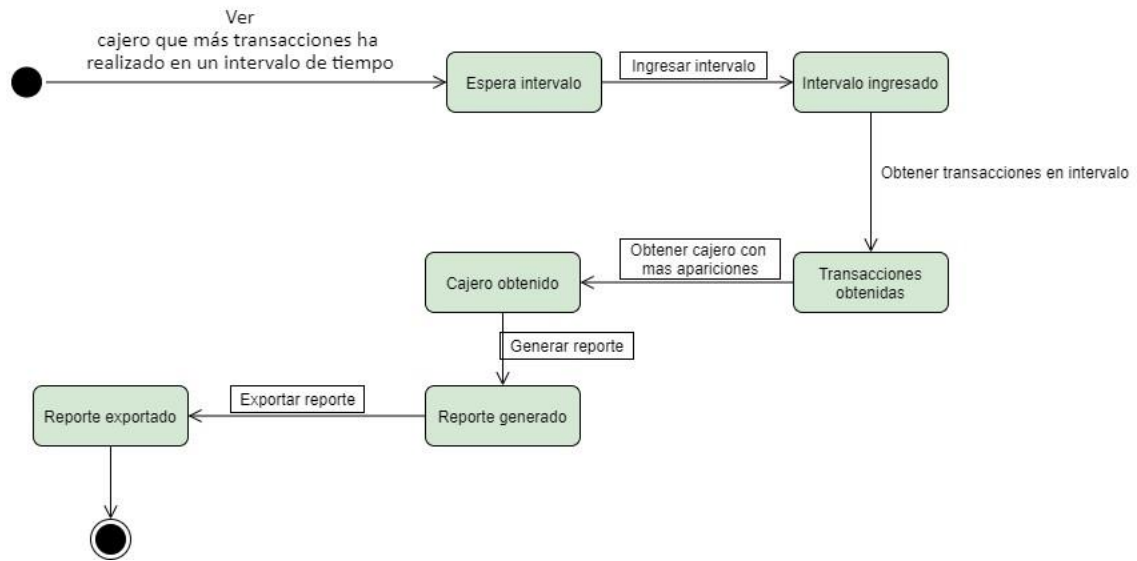 Ver
cajero que más transacciones ha
realizado en un intervalo de tiempo
Espera intervalo
Ingresar intervalo
Intervalo ingresado
Obtener transacciones en intervalo
Transacciones
obtenidas
Obtener cajero con
mas apariciones
Cajero obtenido
Generar reporte
Reporte generado
Exportar reporte
Reporte exportado